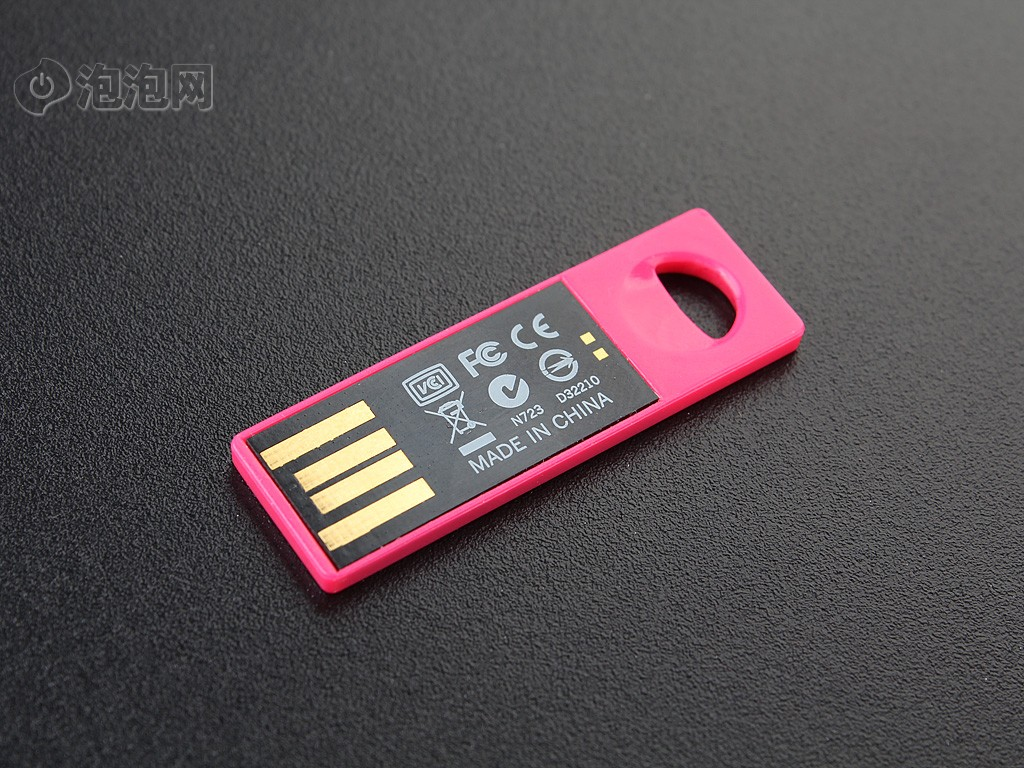 泡泡网
FC CE
VCI
N723 D32210
MADE IN CHINA